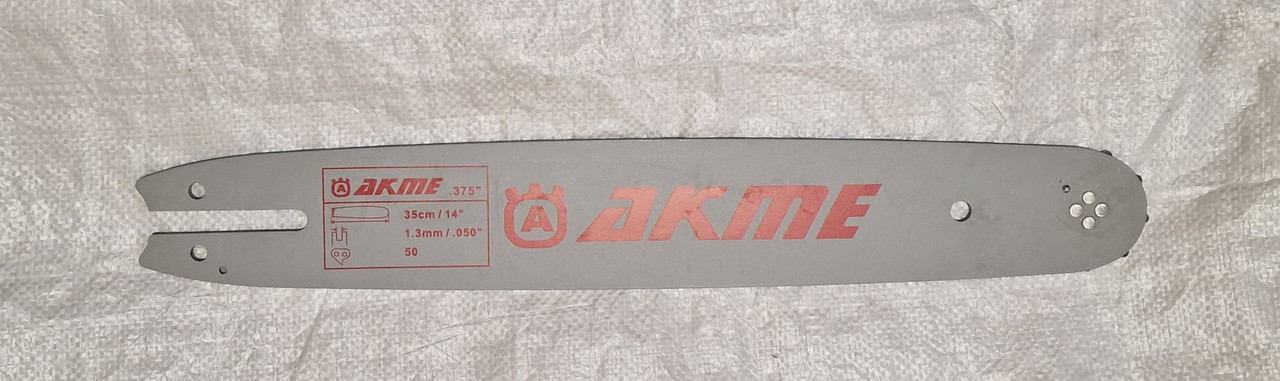 A AKME .375"
35cm / 14"
1.3mm / .050"
50
A AKME